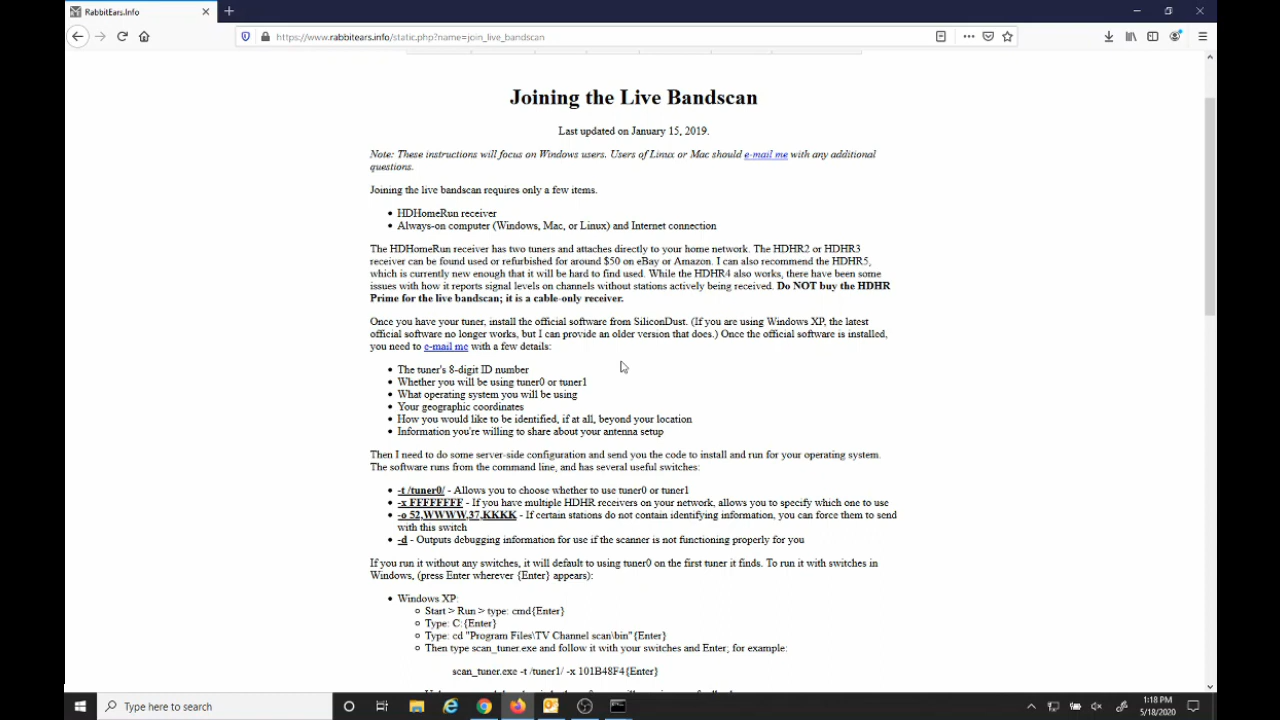 RabbitEars.Info
https://www.rabbitears.info/static.php?name=join_live_bandscan
Joining the Live Bandscan
Last updated on January 15, 2019.
Note: These instructions will focus on Windows users. Users of Linux or Mac should e-mail me with any additional
questions.
Joining the live bandscan requires only a few items.
• HDHomeRun receiver
• Always-on computer (Windows, Mac, or Linux) and Internet connection
The HDHomeRun receiver has two tuners and attaches directly to your home network. The HDHR2 or HDHR3
receiver can be found used or refurbished for around $50 on eBay or Amazon. I can also recommend the HDHR5,
which is currently new enough that it will be hard to find used. While the HDHR4 also works, there have been some
issues with how it reports signal levels on channels without stations actively being received. Do NOT buy the HDHR
Prime for the live bandscan; it is a cable-only receiver.
Once you have your tuner, install the official software from SiliconDust. (If you are using Windows XP, the latest
official software no longer works, but I can provide an older version that does.) Once the official software is installed,
you need to e-mail me with a few details:
• The tuner's 8-digit ID number
• Whether you will be using tuner0 or tuner1
• What operating system you will be using
• Your geographic coordinates
• How you would like to be identified, if at all, beyond your location
• Information you're willing to share about your antenna setup
Then I need to do some server-side configuration and send you the code to install and run for your operating system.
The software runs from the command line, and has several useful switches:
• -t /tuner0/ - Allows you to choose whether to use tuner0 or tuner1
• -x FFFFFFFF - If you have multiple HDHR receivers on your network, allows you to specify which one to use
• -o 52,WWWW,37,KKKK - If certain stations do not contain identifying information, you can force them to send
with this switch
• -d - Outputs debugging information for use if the scanner is not functioning properly for you
If you run it without any switches, it will default to using tuner0 on the first tuner it finds. To run it with switches in
Windows, (press Enter wherever {Enter} appears):
• Windows XP:
Start > Run > type: cmd{Enter}
Type: C:{Enter}
Type: cd "Program Files\TV Channel scan\bin"{Enter}
Then type scan_tuner.exe and follow it with your switches and Enter; for example:
scan_tuner.exe -t /tuner1/ -x 101B48F4{Enter}
Type here to search
1:18 PM
5/18/2020